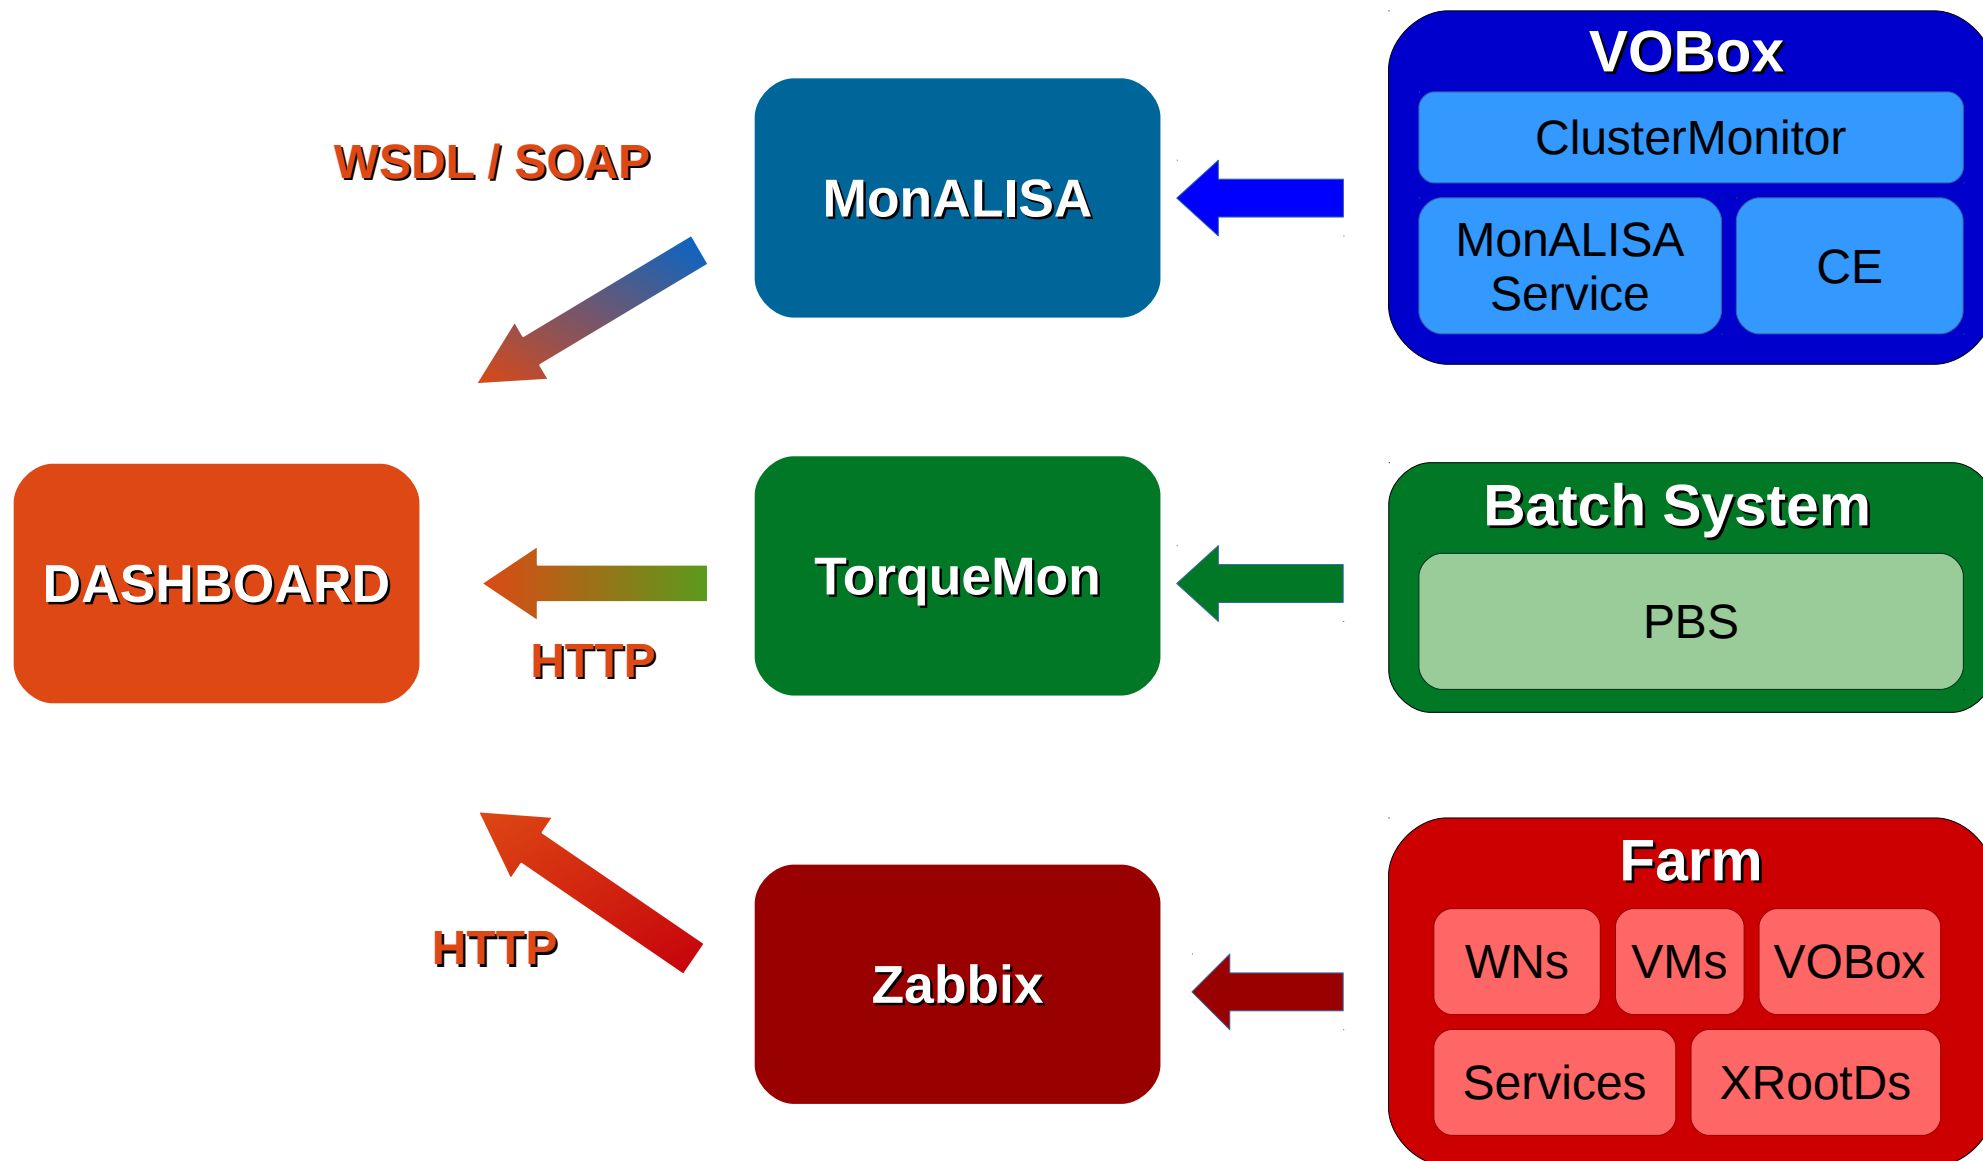 VOBox
ClusterMonitor
MonALISA
Service
CE
WSDL / SOAP
MonALISA
Batch System
PBS
DASHBOARD
TorqueMon
HTTP
Farm
WNs
VMs
VOBox
Services
XRootDs
HTTP
Zabbix